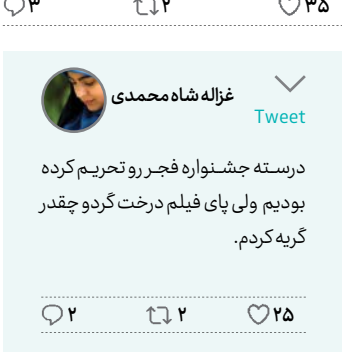 ۳۵ ۲ ۳
غزاله شاه محمدی
Tweet
درسته جشنواره فجر رو تحریم کرده
بودیم ولی پای فیلم درخت گردو چقدر
گریه کردم.
۲۵ ۲ ۲